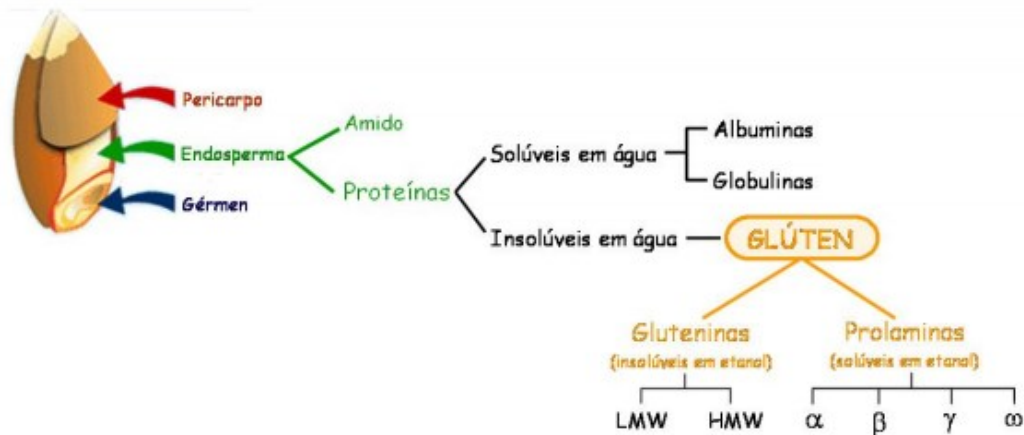 Pericarpo
Endosperma
Gérmen
Amido
Proteínas
Solúveis em água
Albuminas
Globulinas
Insolúveis em água
GLÚTEN
Gluteninas
(insolúveis em etanol)
LMW
HMW
Prolaminas
(solúveis em etanol)
α
β
γ
ω